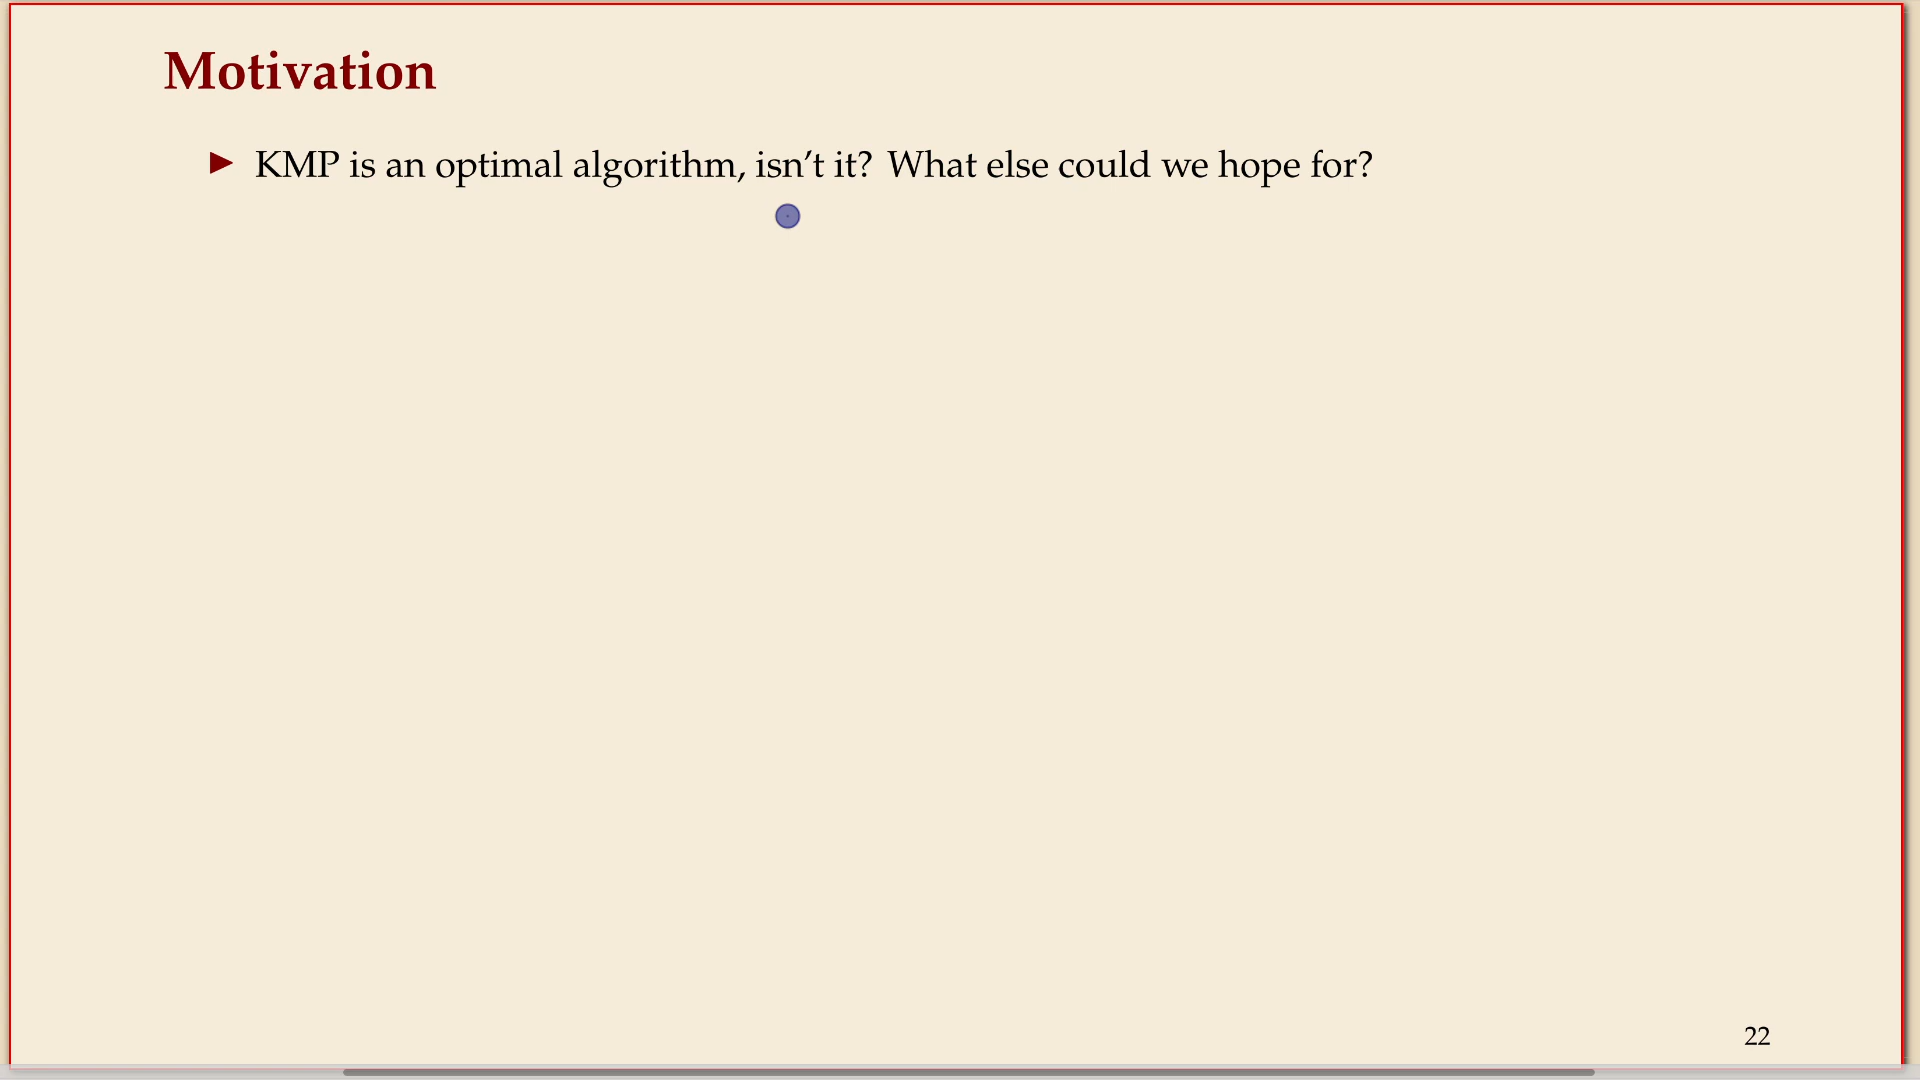 Motivation
▶ KMP is an optimal algorithm, isn't it? What else could we hope for?
22